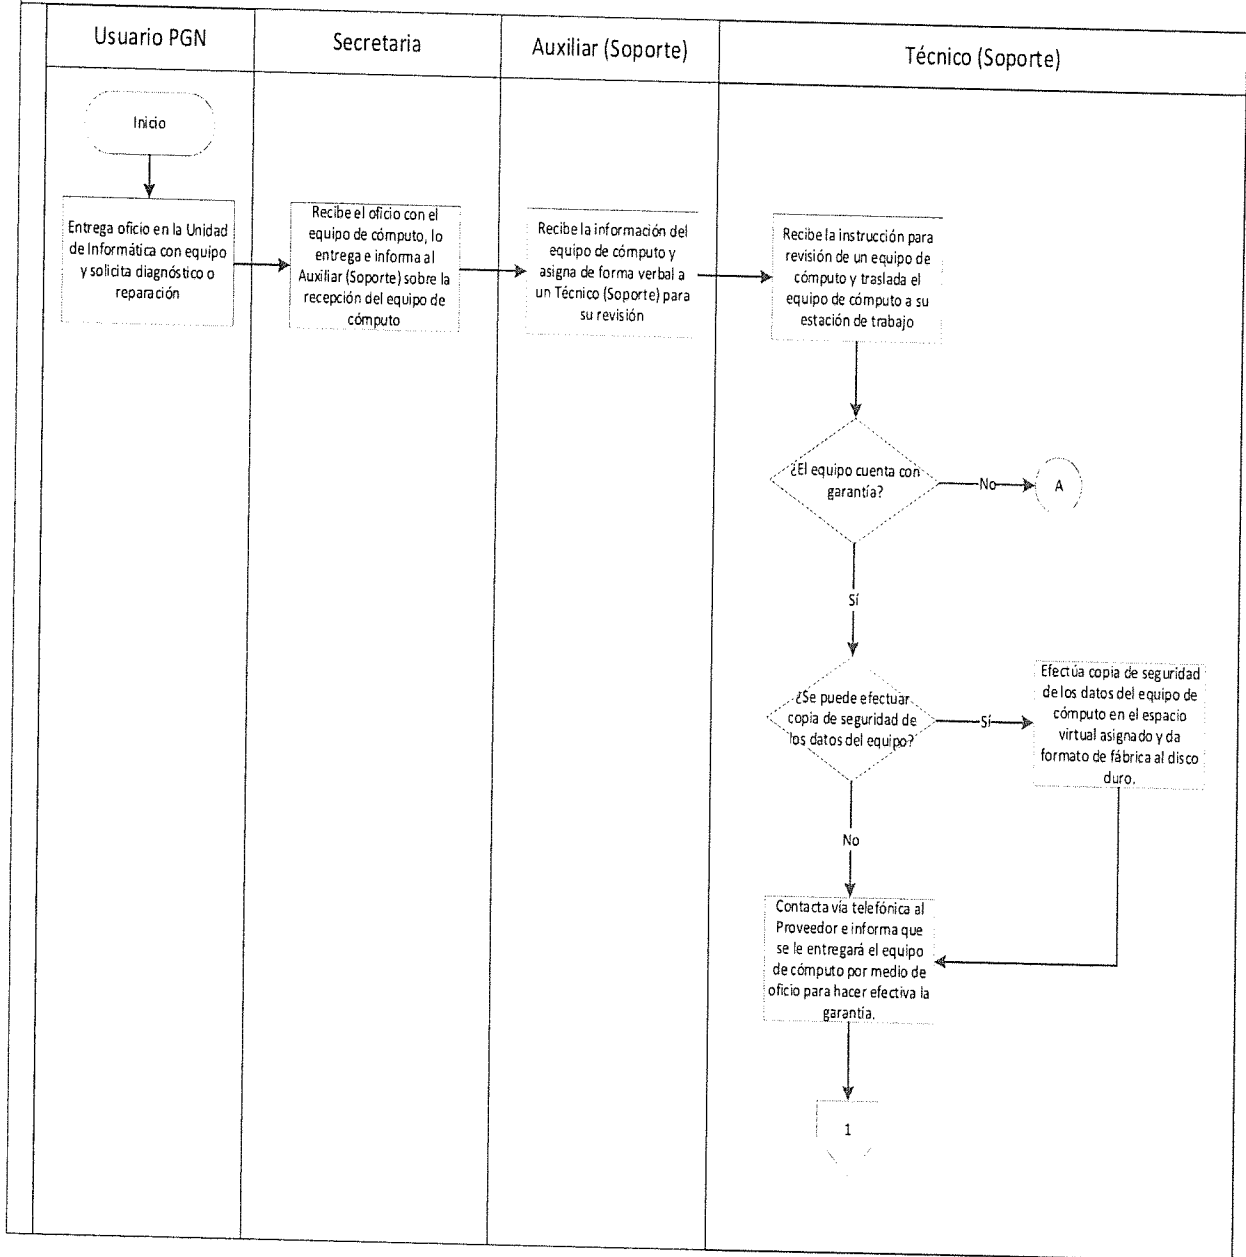 Usuario PGN
Secretaria
Auxiliar (Soporte)
Técnico (Soporte)
Inicio
Entrega oficio en la Unidad
de Informática con equipo
y solicita diagnóstico o
reparación
Recibe el oficio con el
equipo de cómputo, lo
entrega e informa al
Auxiliar (Soporte) sobre la
recepción del equipo de
cómputo
Recibe la información del
equipo de cómputo y
asigna de forma verbal a
un Técnico (Soporte) para
su revisión
Recibe la instrucción para
revisión de un equipo de
cómputo y traslada el
equipo de cómputo a su
estación de trabajo
¿El equipo cuenta con
garantía?
No
A
Sí
¿Se puede efectuar
copia de seguridad de
los datos del equipo?
Sí
Efectúa copia de seguridad
de los datos del equipo de
cómputo en el espacio
virtual asignado y da
formato de fábrica al disco
duro.
No
Contacta vía telefónica al
Proveedor e informa que
se le entregará el equipo
de cómputo por medio de
oficio para hacer efectiva la
garantía.
1